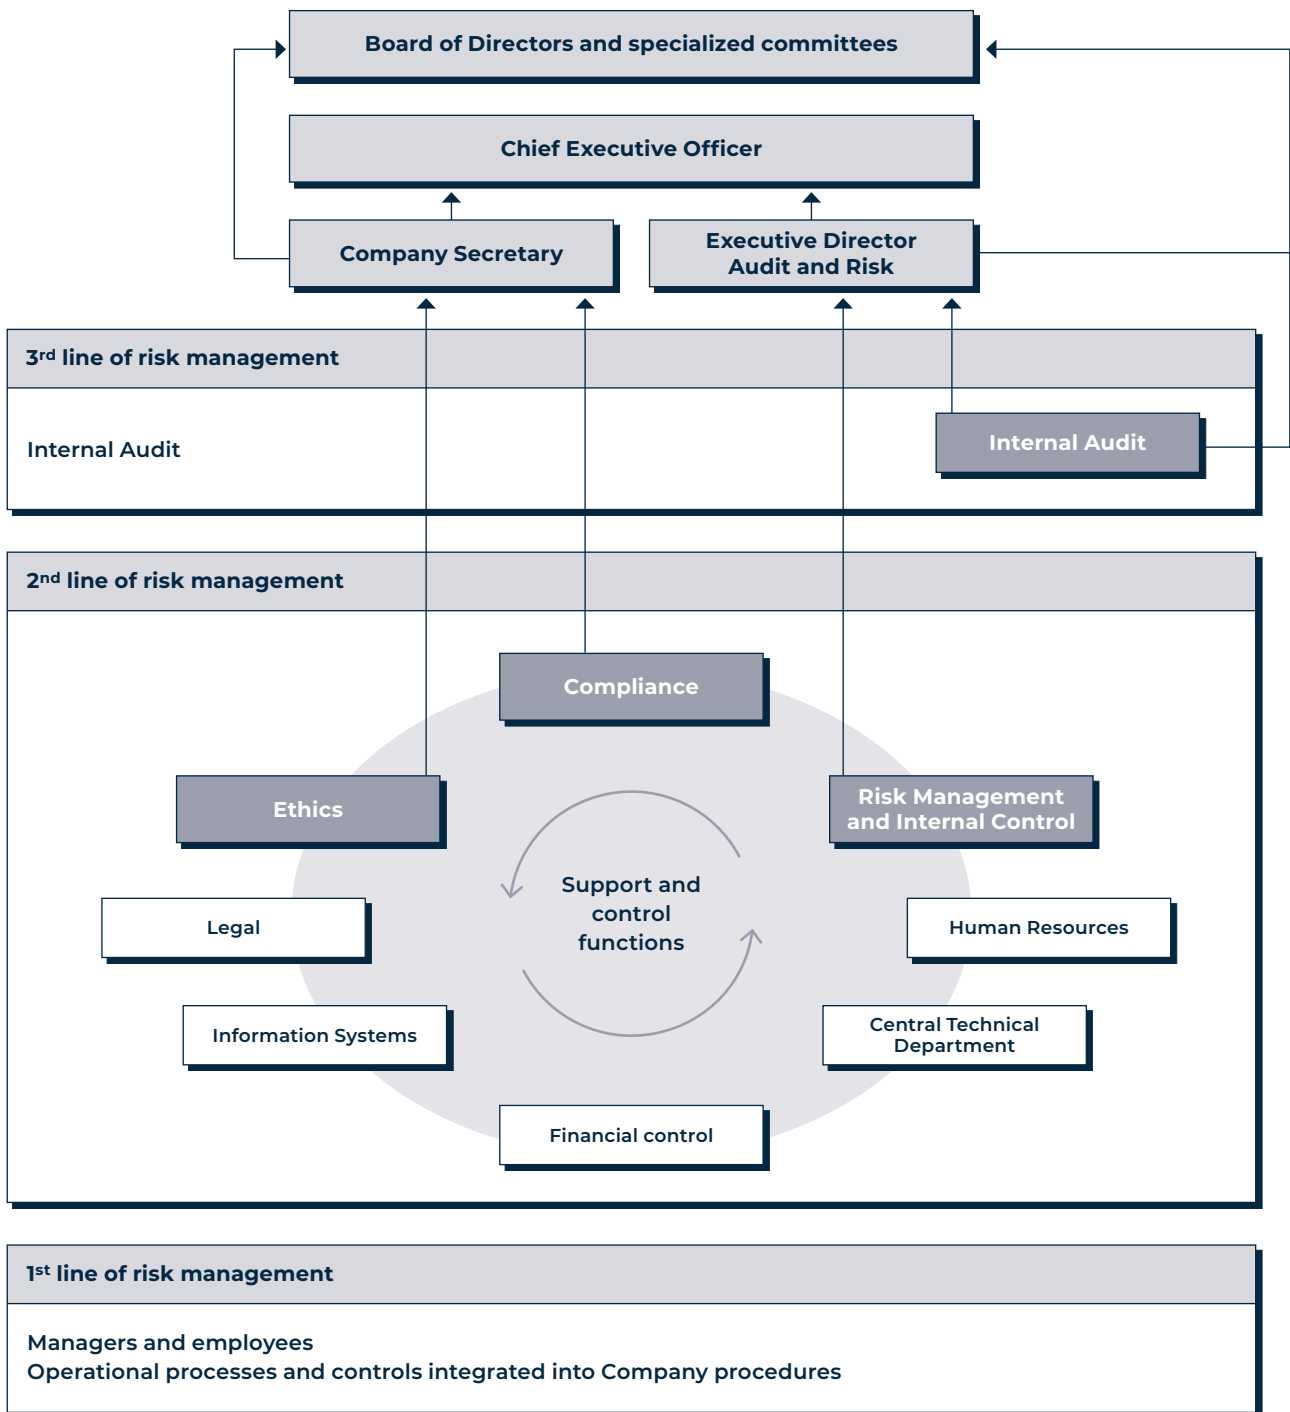 Board of Directors and specialized committees
Chief Executive Officer
Company Secretary
Executive Director
Audit and Risk
3rd line of risk management
Internal Audit
Internal Audit
2nd line of risk management
Compliance
Ethics
Risk Management
and Internal Control
Support and
control
functions
Legal
Human Resources
Information Systems
Central Technical
Department
Financial control
1st line of risk management
Managers and employees
Operational processes and controls integrated into Company procedures